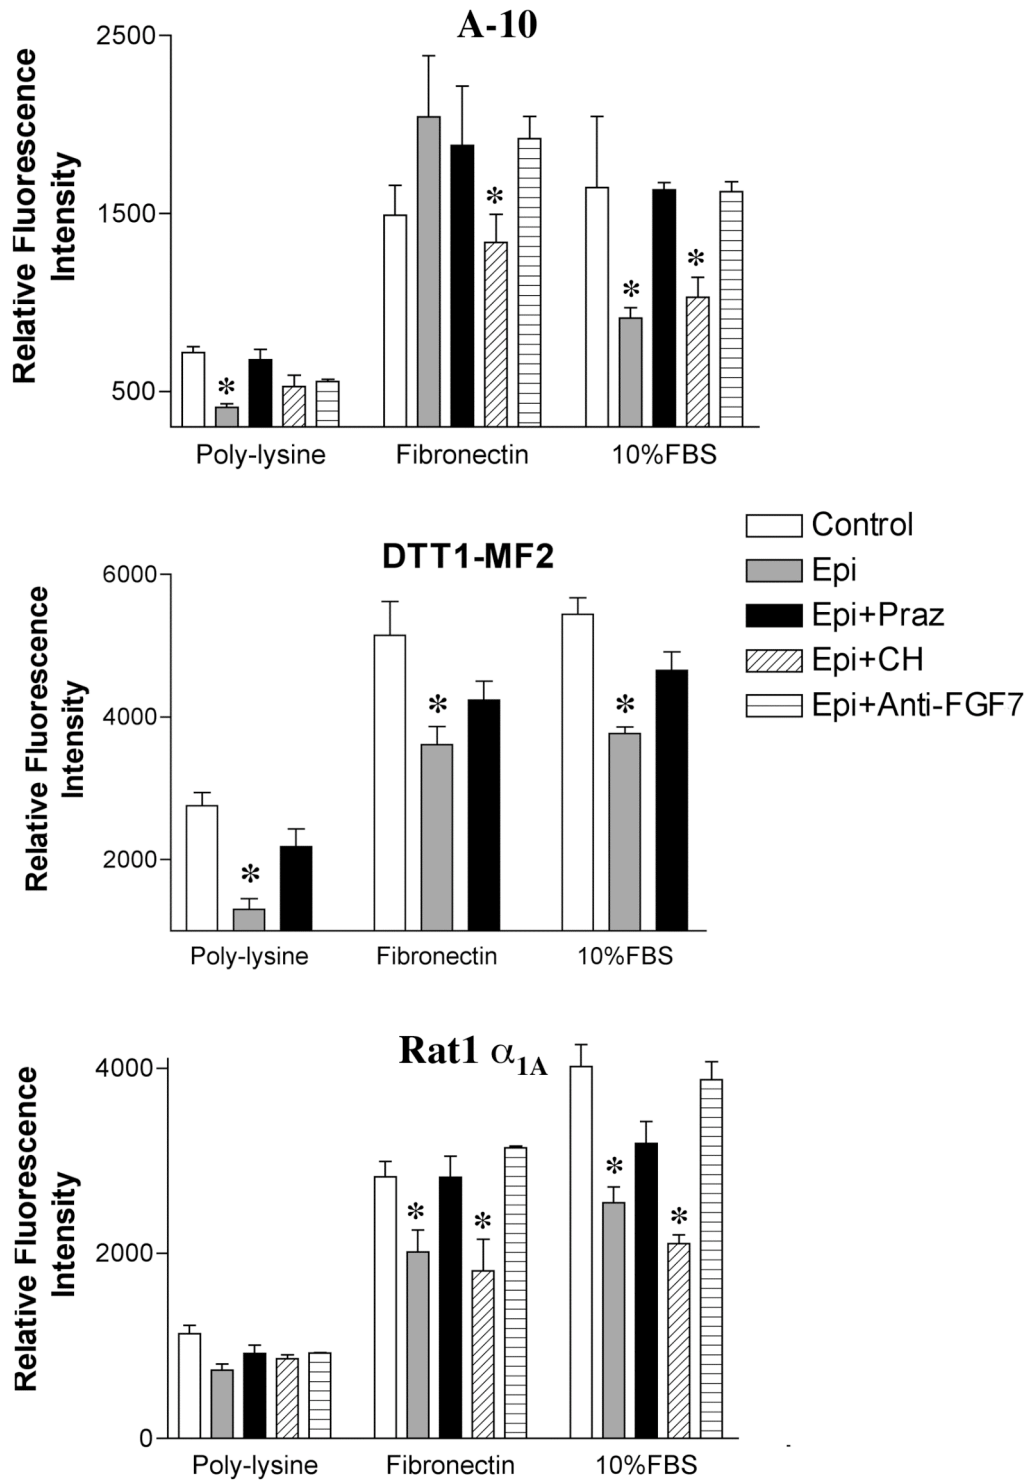 A-10
Relative Fluorescence
Intensity
2500
1500
500
*
*
*
*
Poly-lysine Fibronectin 10%FBS
Control
Epi
Epi+Praz
Epi+CH
Epi+Anti-FGF7
DTT1-MF2
Relative Fluorescence
Intensity
6000
4000
2000
*
*
*
Poly-lysine Fibronectin 10%FBS
Rat1 α1A
Relative Fluorescence
Intensity
4000
2000
0
*
*
*
*
Poly-lysine Fibronectin 10%FBS